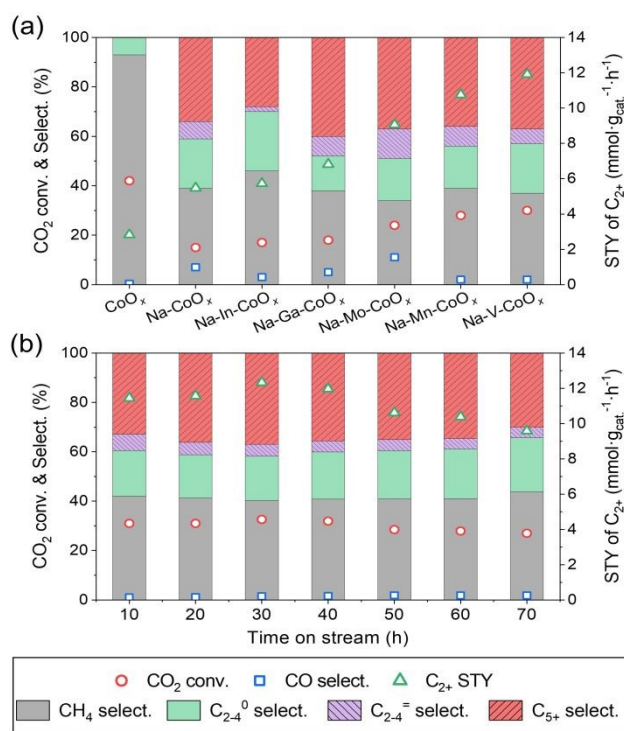 (a)
100
80
60
40
20
0
CO₂ conv. & Select. (%)
14
12
10
8
6
4
2
0
STY of C₂₊ (mmol·g_cat.⁻¹·h⁻¹)
CoOₓ
Na-CoOₓ
Na-In-CoOₓ
Na-Ga-CoOₓ
Na-Mo-CoOₓ
Na-Mn-CoOₓ
Na-V-CoOₓ
(b)
100
80
60
40
20
0
CO₂ conv. & Select. (%)
14
12
10
8
6
4
2
0
STY of C₂₊ (mmol·g_cat.⁻¹·h⁻¹)
10 20 30 40 50 60 70
Time on stream (h)
CO₂ conv. CO select. C₂₊ STY
CH₄ select. C₂₋₄⁰ select. C₂₋₄⁼ select. C₅₊ select.